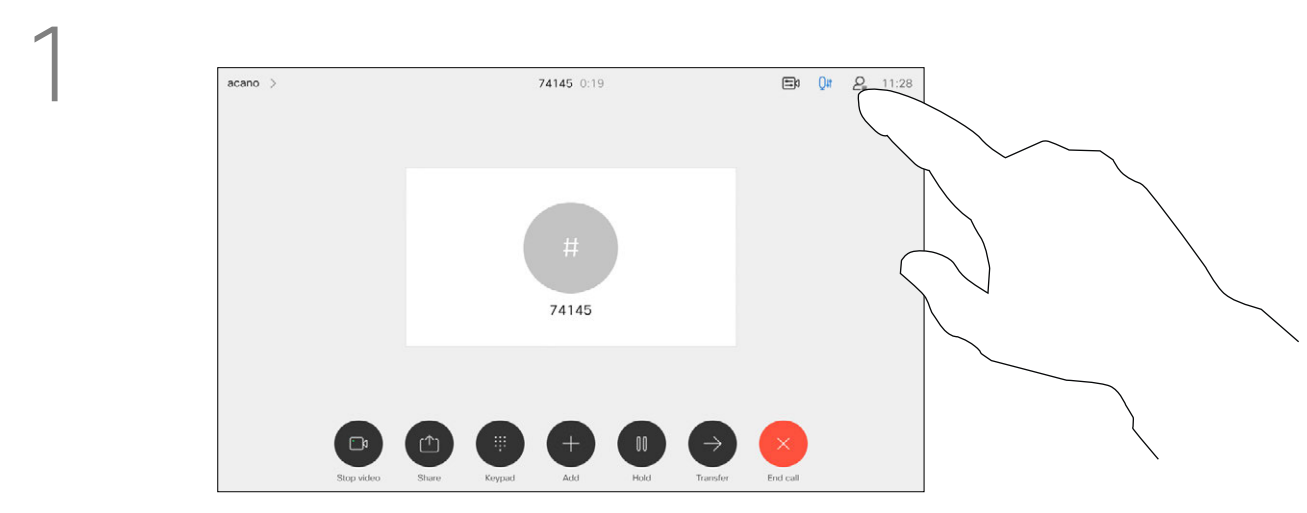 1
acano >
74145 0:19
11:28
#
74145
Stop video Share Keypad Add Hold Transfer End call